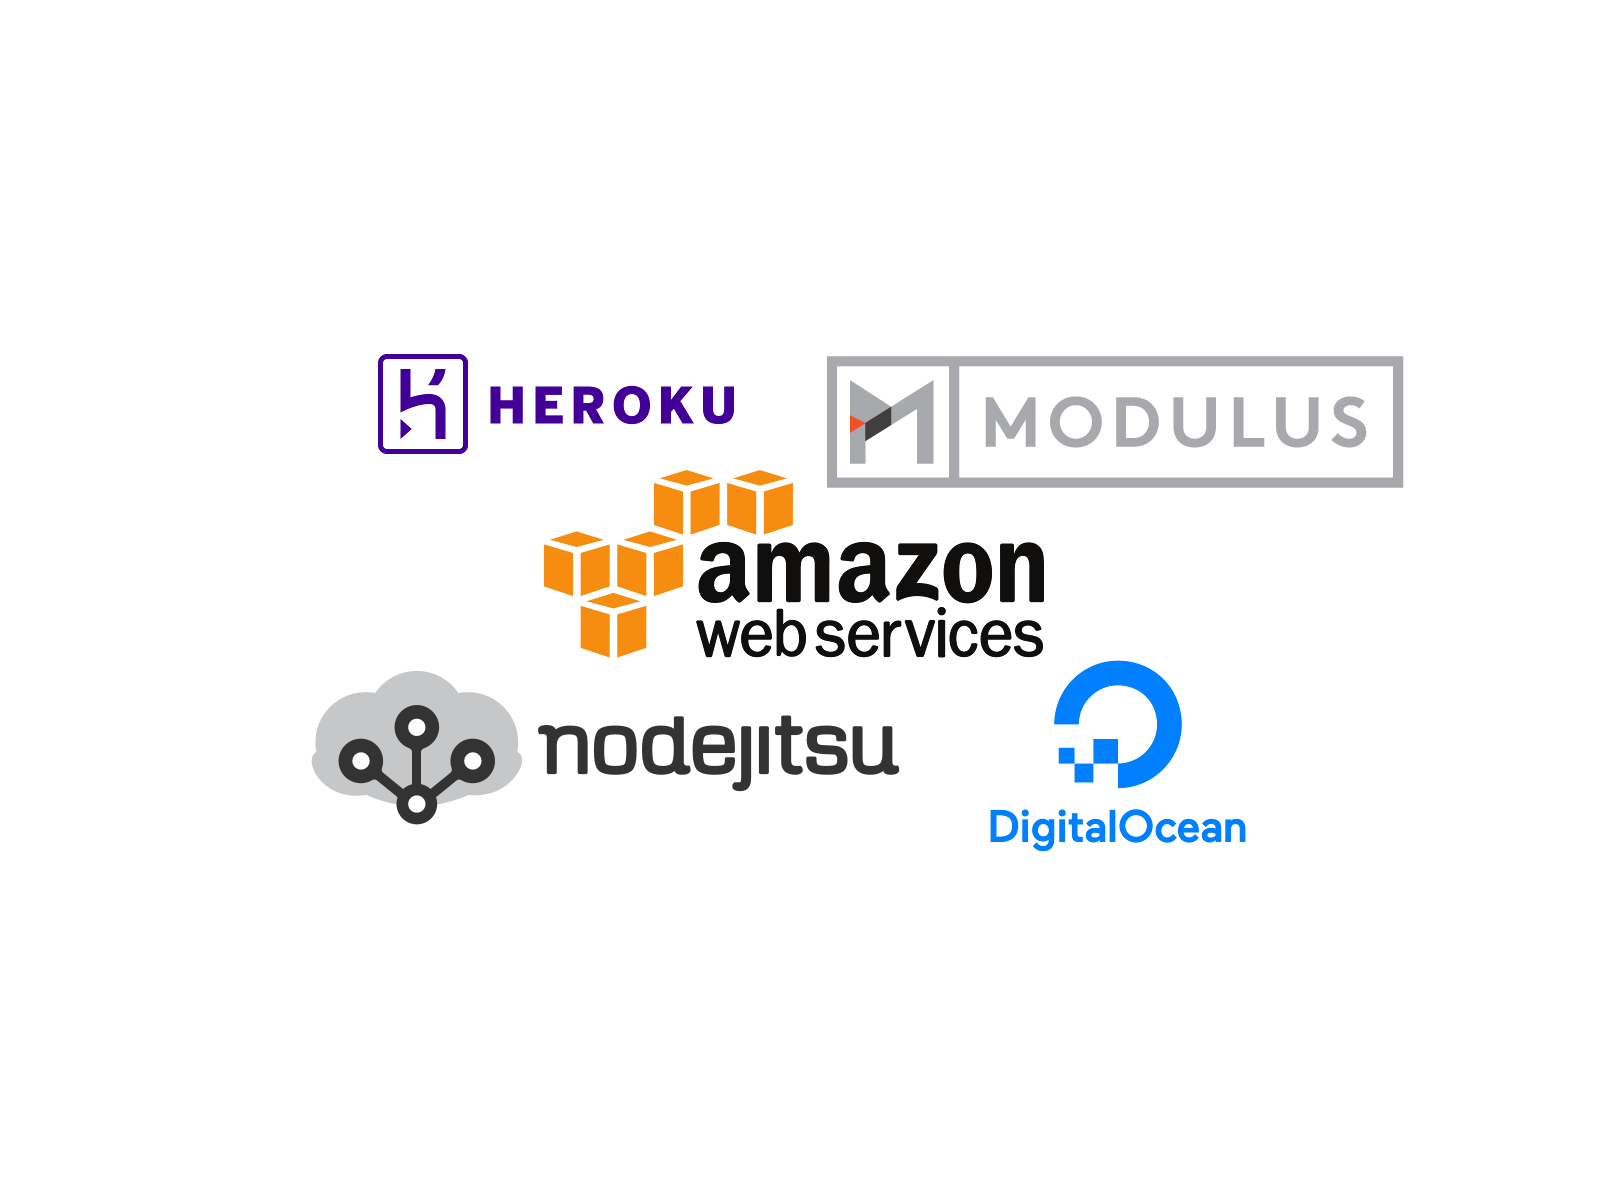 HEROKU
MODULUS
amazon
web services
nodejitsu
DigitalOcean